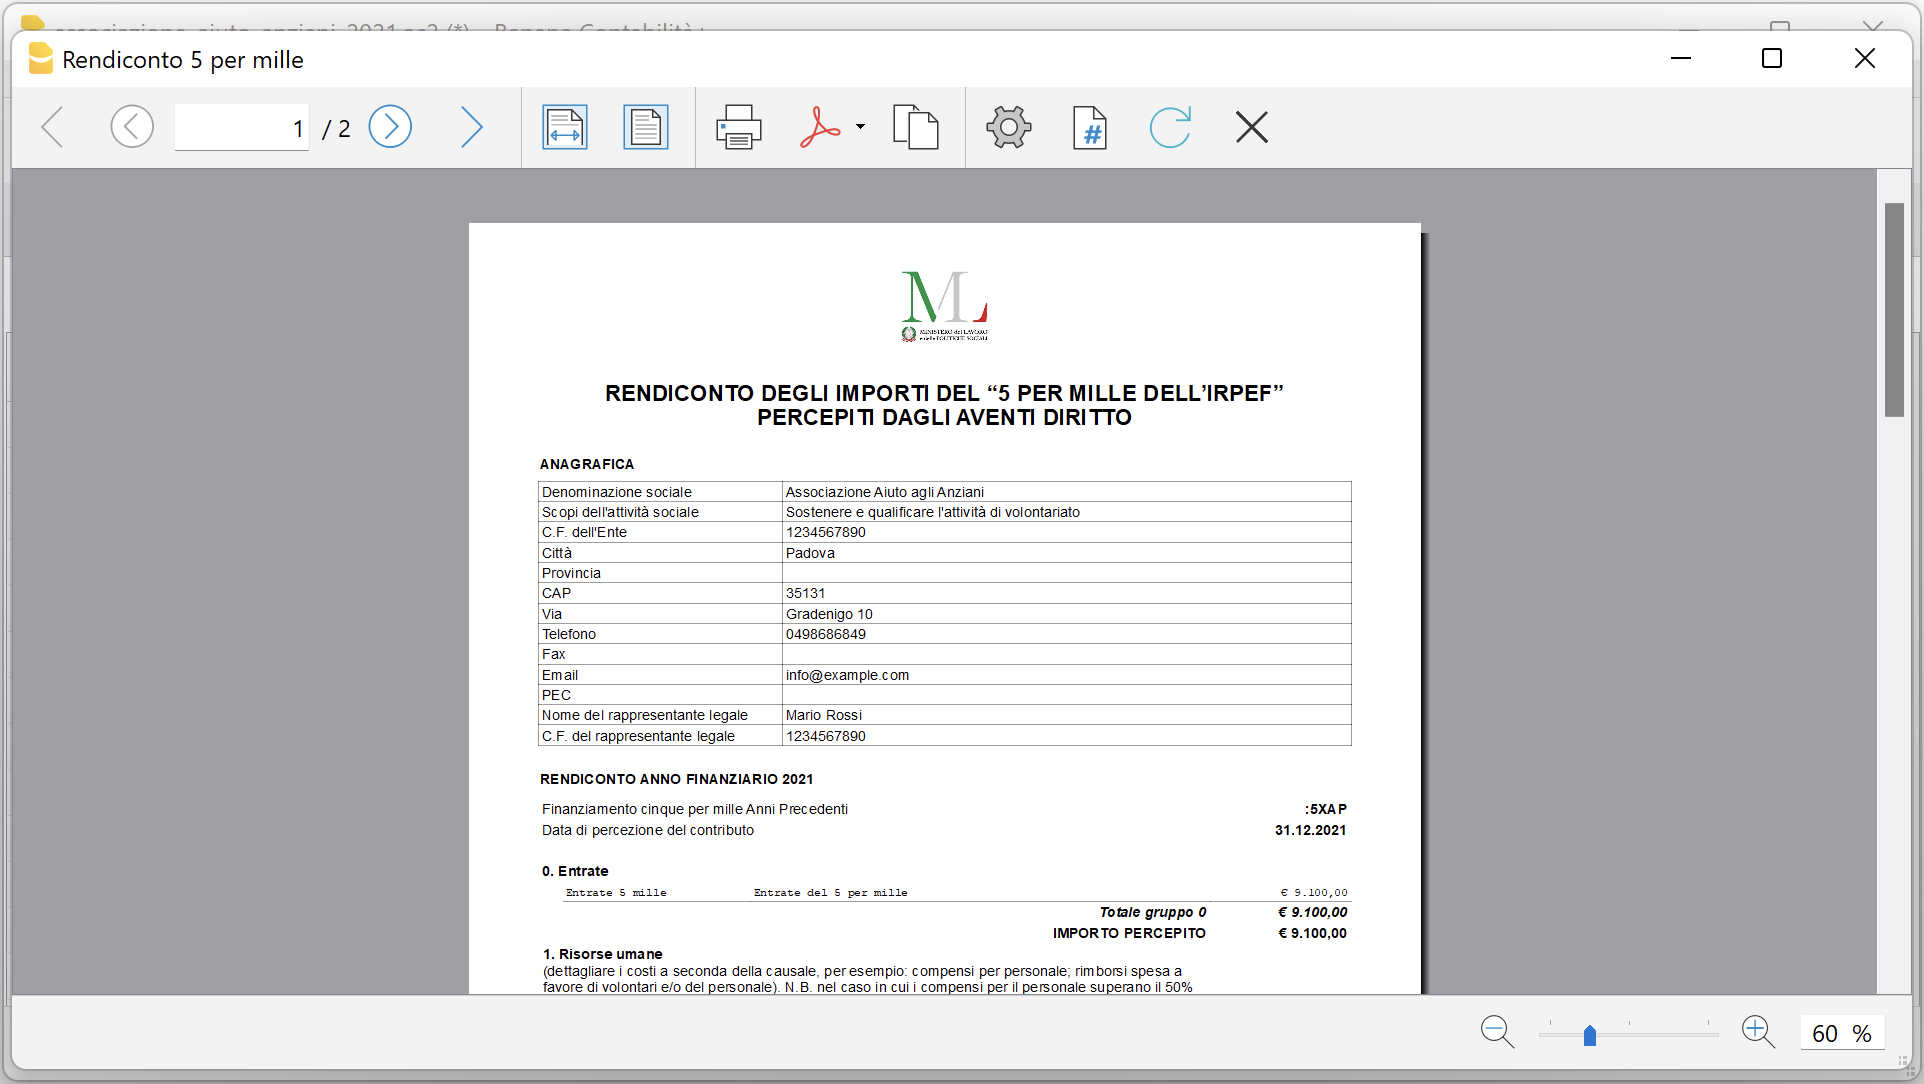 Rendiconto 5 per mille
1 / 2
#
ML
MINISTERO del LAVORO
e delle POLITICHE SOCIALI
RENDICONTO DEGLI IMPORTI DEL “5 PER MILLE DELL’IRPEF”
PERCEPITI DAGLI AVENTI DIRITTO
ANAGRAFICA
Denominazione sociale Associazione Aiuto agli Anziani
Scopi dell'attività sociale Sostenere e qualificare l'attività di volontariato
C.F. dell'Ente 1234567890
Città Padova
Provincia
CAP 35131
Via Gradenigo 10
Telefono 0498686849
Fax
Email info@example.com
PEC
Nome del rappresentante legale Mario Rossi
C.F. del rappresentante legale 1234567890
RENDICONTO ANNO FINANZIARIO 2021
Finanziamento cinque per mille Anni Precedenti :5XAP
Data di percezione del contributo 31.12.2021
0. Entrate
Entrate 5 mille Entrate del 5 per mille € 9.100,00
Totale gruppo 0 € 9.100,00
IMPORTO PERCEPITO € 9.100,00
1. Risorse umane
(dettagliare i costi a seconda della causale, per esempio: compensi per personale; rimborsi spesa a
favore di volontari e/o del personale). N.B. nel caso in cui i compensi per il personale superano il 50%
60 %